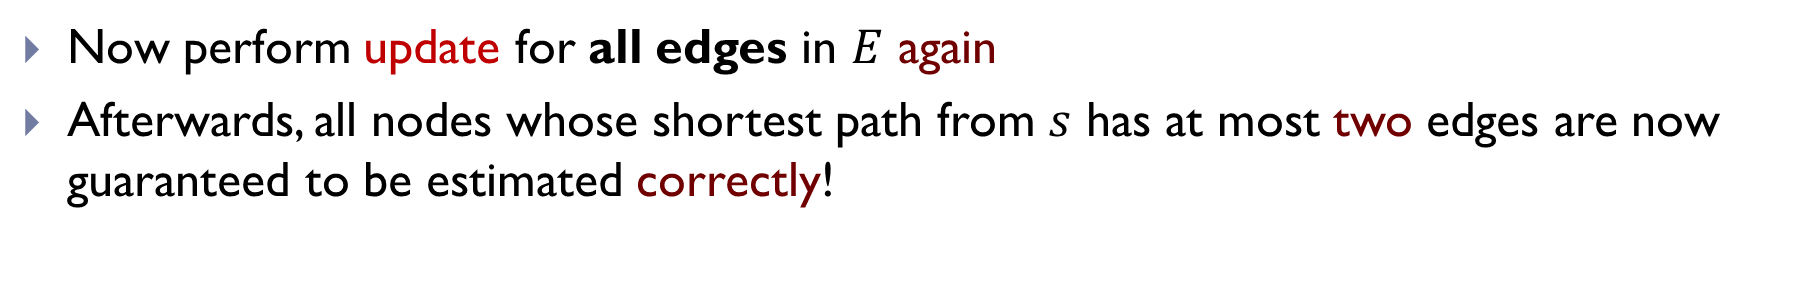 Now perform update for all edges in E again
Afterwards, all nodes whose shortest path from s has at most two edges are now
guaranteed to be estimated correctly!